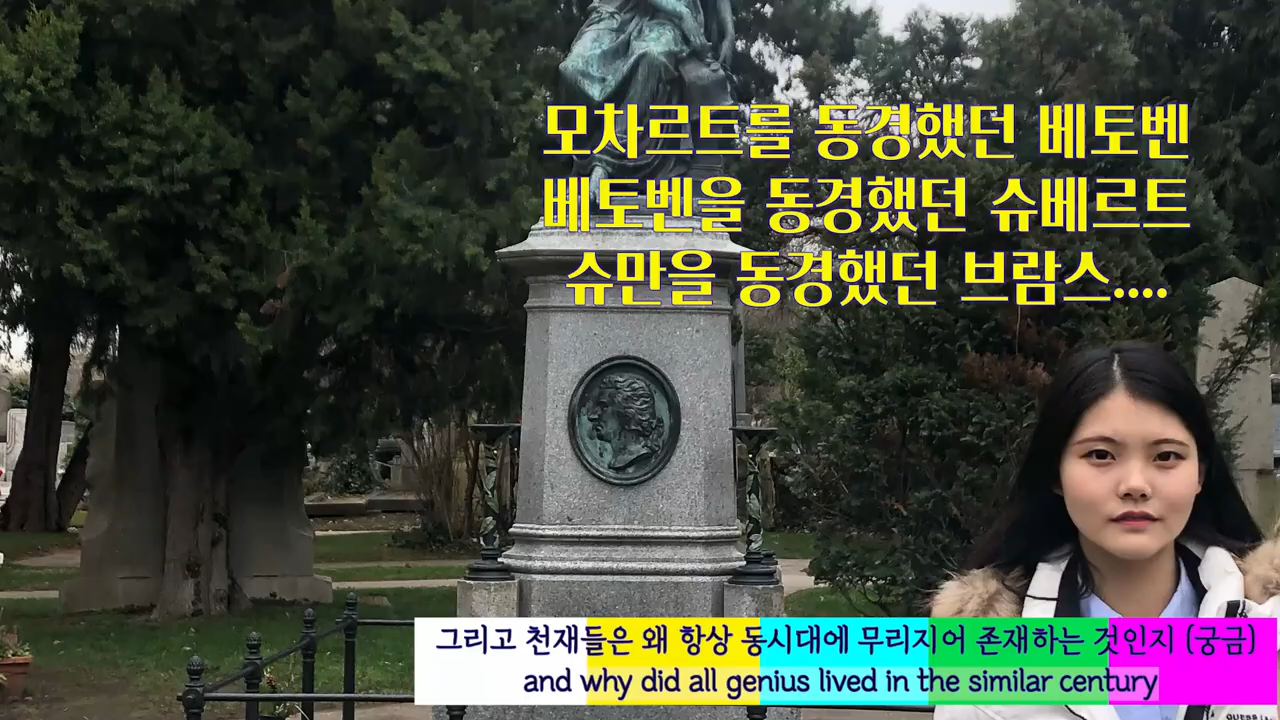 모차르트를 동경했던 베토벤
베토벤을 동경했던 슈베르트
슈만을 동경했던 브람스....
그리고 천재들은 왜 항상 동시대에 무리지어 존재하는 것인지 (궁금)
and why did all genius lived in the similar century